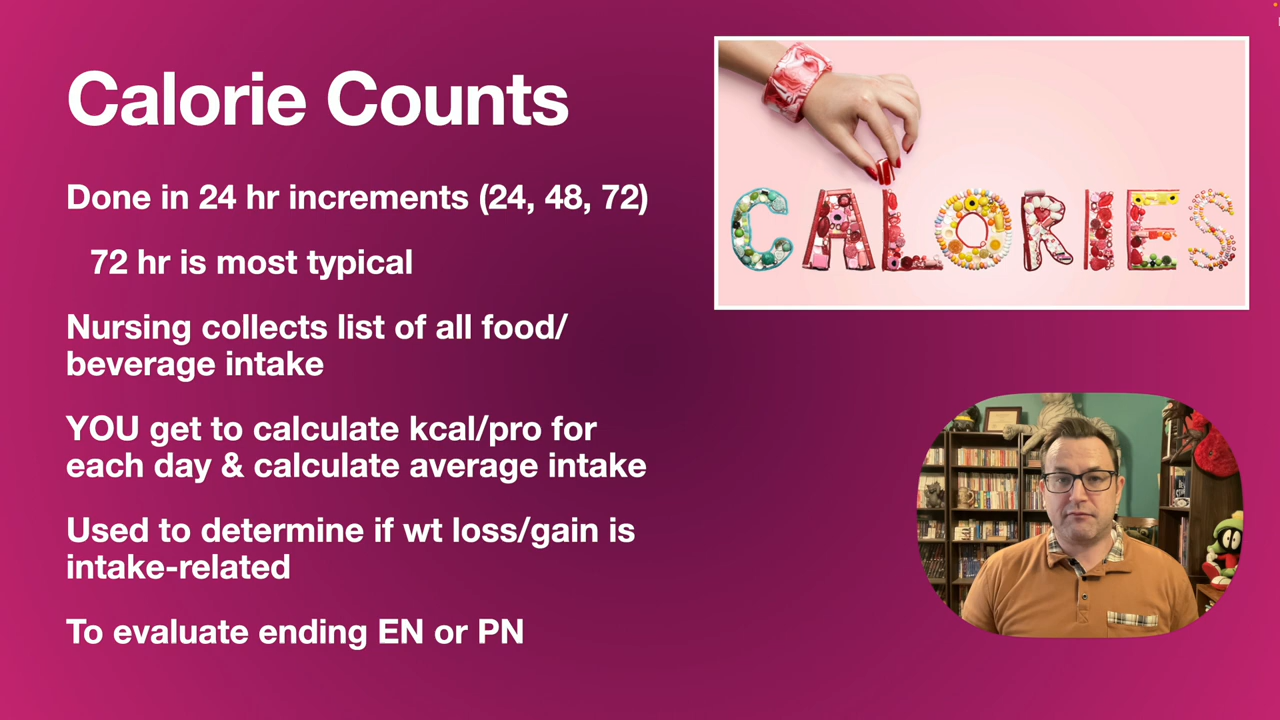 Calorie Counts
Done in 24 hr increments (24, 48, 72)
72 hr is most typical
Nursing collects list of all food/
beverage intake
YOU get to calculate kcal/pro for
each day & calculate average intake
Used to determine if wt loss/gain is
intake-related
To evaluate ending EN or PN
CALORIES